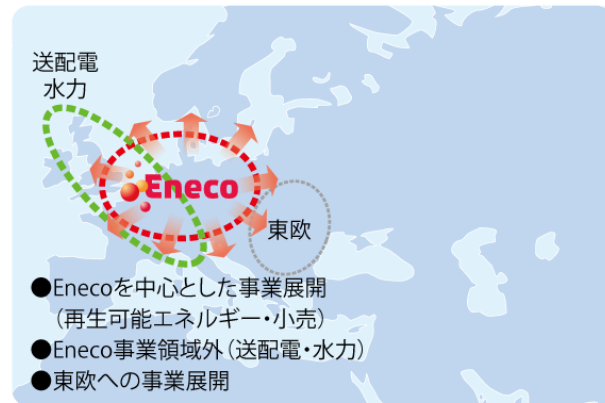 送配電
水力
Eneco
東欧
●Enecoを中心とした事業展開
(再生可能エネルギー・小売)
●Eneco事業領域外(送配電・水力)
●東欧への事業展開